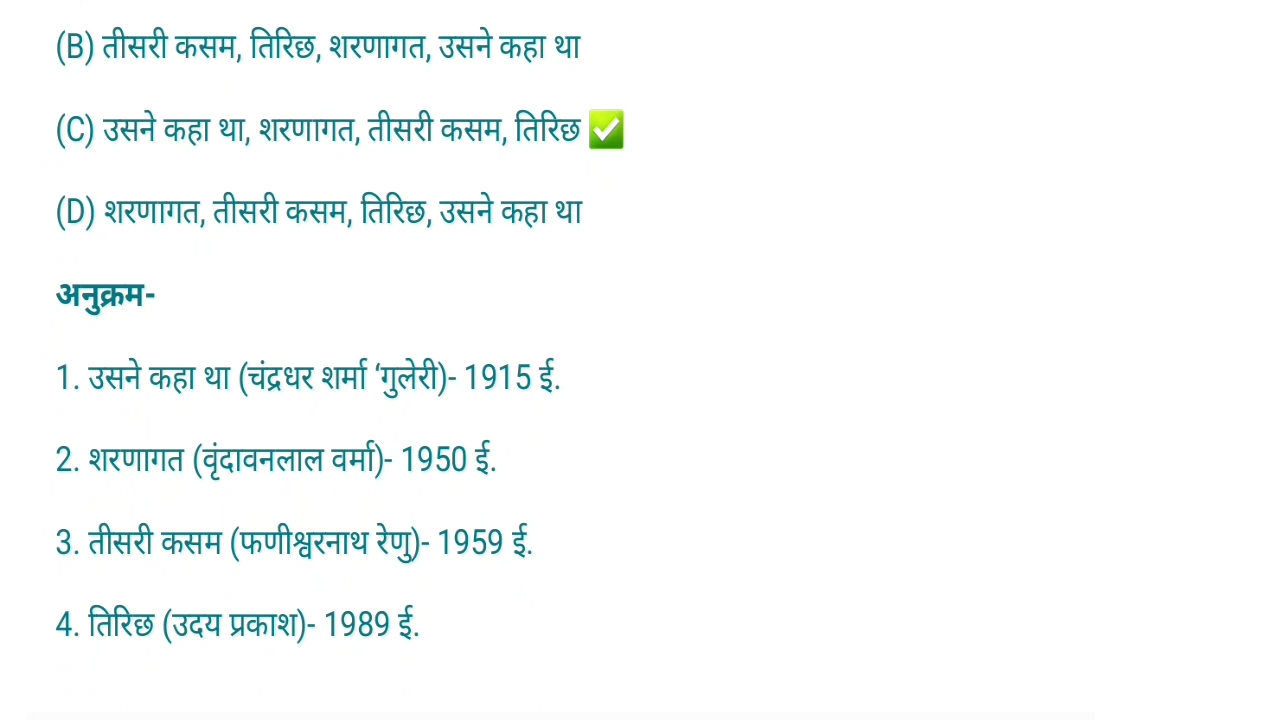 (B) तीसरी कसम, तिरिछ, शरणागत, उसने कहा था
(C) उसने कहा था, शरणागत, तीसरी कसम, तिरिछ ✅
(D) शरणागत, तीसरी कसम, तिरिछ, उसने कहा था
अनुक्रम-
1. उसने कहा था (चंद्रधर शर्मा ‘गुलेरी)- 1915 ई.
2. शरणागत (वृंदावनलाल वर्मा)- 1950 ई.
3. तीसरी कसम (फणीश्वरनाथ रेणु)- 1959 ई.
4. तिरिछ (उदय प्रकाश)- 1989 ई.